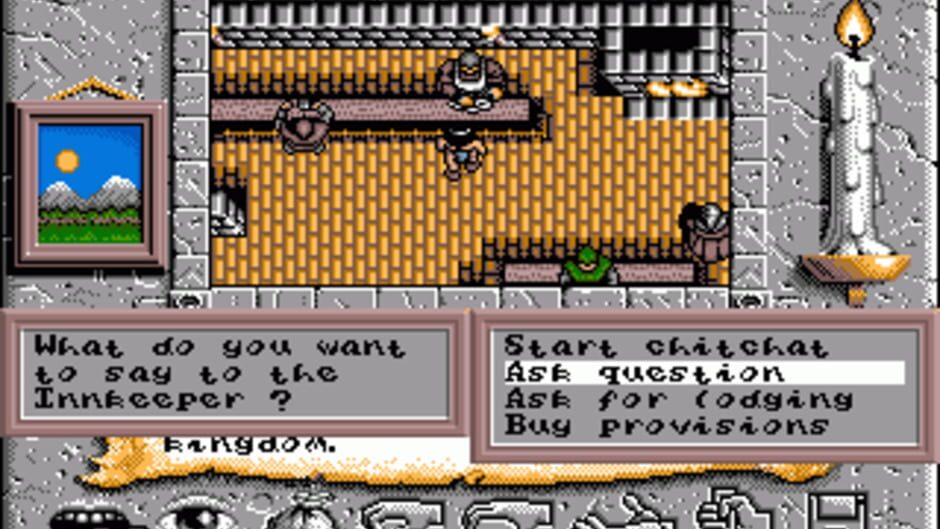 What do you want
to say to the
Innkeeper ?
Start chitchat
Ask question
Ask for lodging
Buy provisions
kingdom.